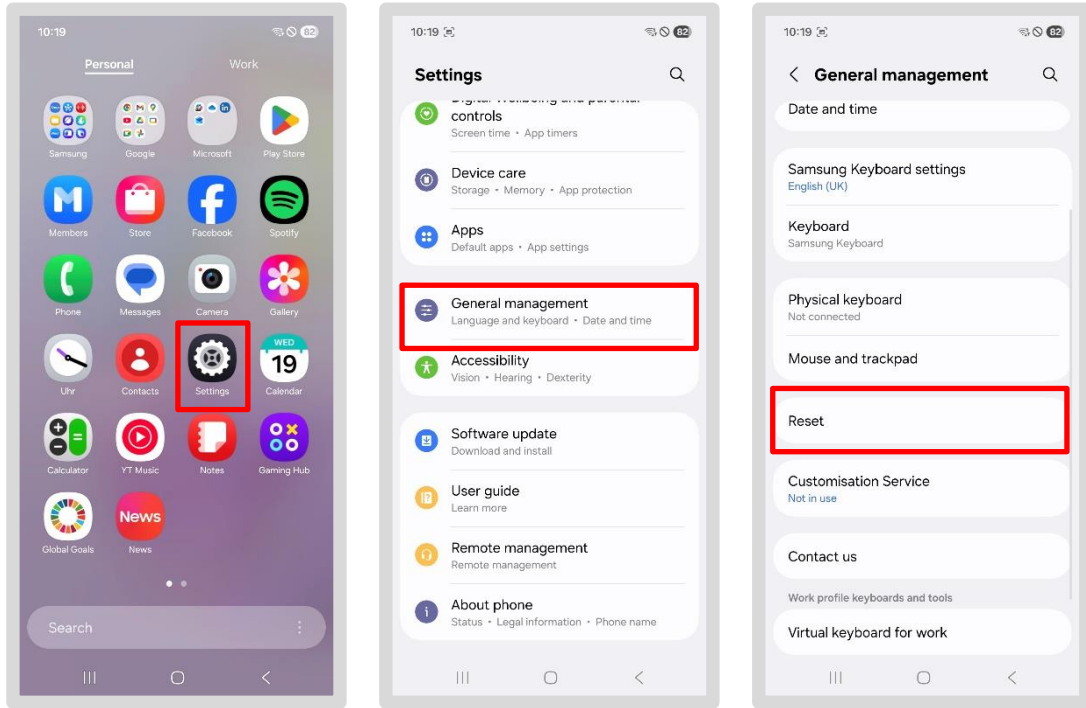 10:19
82
Personal
Work
Samsung
Google
Microsoft
Play Store
Members
Store
Facebook
Spotify
Phone
Messages
Camera
Gallery
WED
19
Uhr
Contacts
Settings
Calendar
Calculator
YT Music
Notes
Gaming Hub
News
Global Goals
News
Search
10:19
82
Settings
Digital Wellbeing and parental
controls
Screen time • App timers
Device care
Storage • Memory • App protection
Apps
Default apps • App settings
General management
Language and keyboard • Date and time
Accessibility
Vision • Hearing • Dexterity
Software update
Download and install
User guide
Learn more
Remote management
Remote management
About phone
Status • Legal information • Phone name
10:19
82
General management
Date and time
Samsung Keyboard settings
English (UK)
Keyboard
Samsung Keyboard
Physical keyboard
Not connected
Mouse and trackpad
Reset
Customisation Service
Not in use
Contact us
Work profile keyboards and tools
Virtual keyboard for work